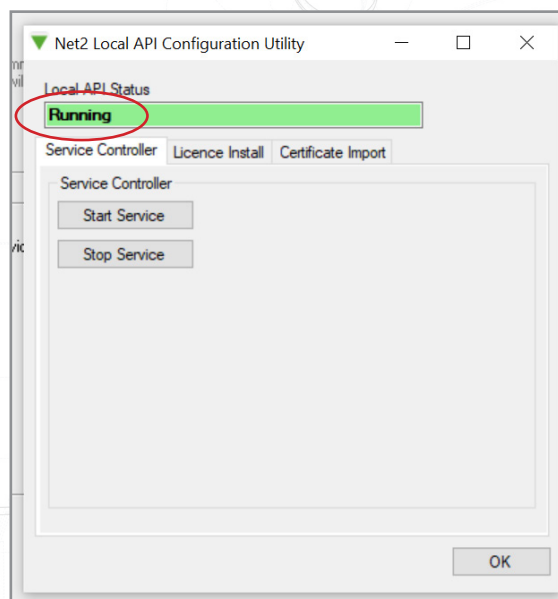 Net2 Local API Configuration Utility
Local API Status
Running
Service Controller
Licence Install
Certificate Import
Service Controller
Start Service
Stop Service
OK